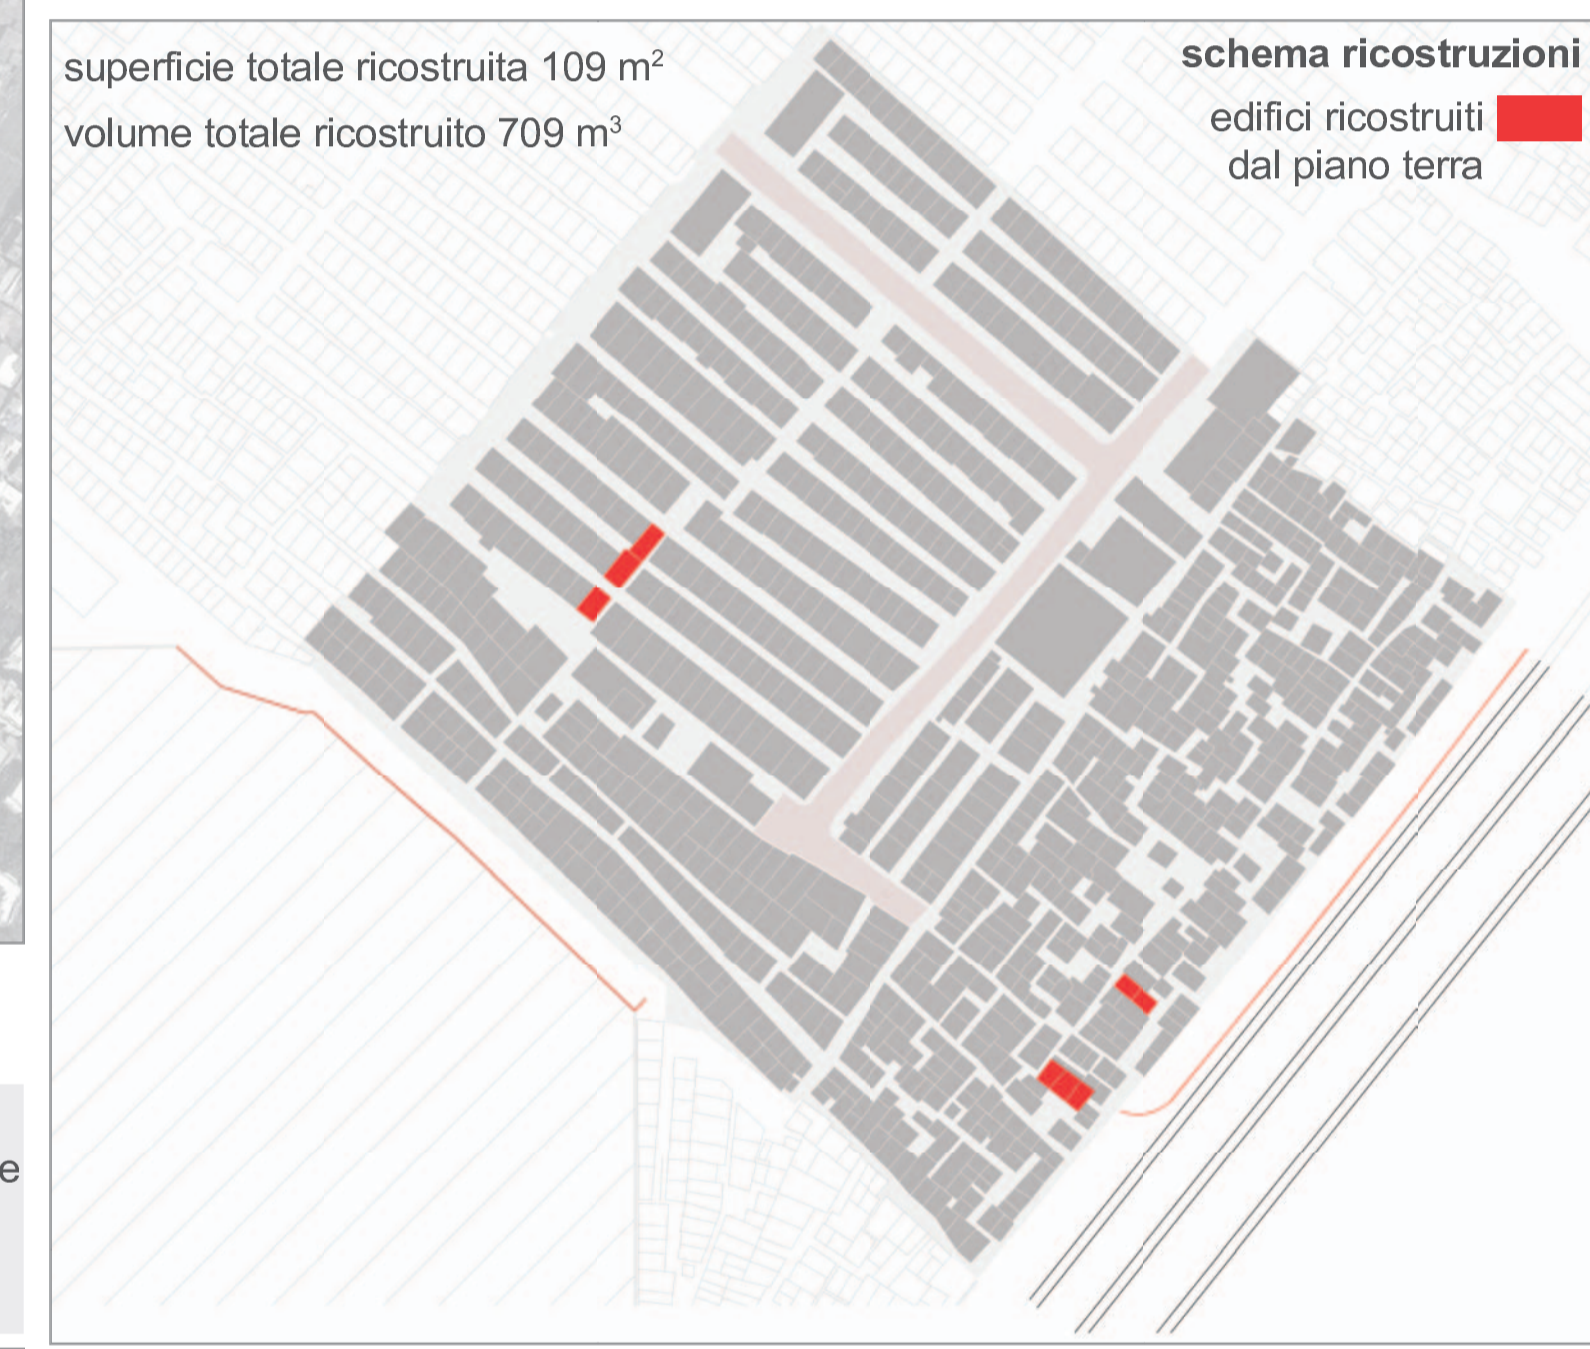 superficie totale ricostruita 109 m²
volume totale ricostruito 709 m³
schema ricostruzioni
edifici ricostruiti
dal piano terra
e